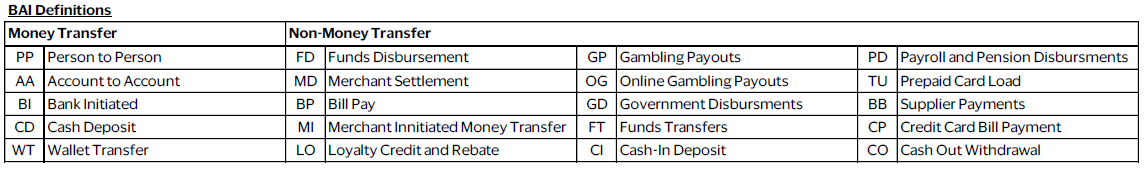 BAI Definitions
Money Transfer Non-Money Transfer
PP Person to Person FD Funds Disbursement GP Gambling Payouts PD Payroll and Pension Disbursments
AA Account to Account MD Merchant Settlement OG Online Gambling Payouts TU Prepaid Card Load
BI Bank Initiated BP Bill Pay GD Government Disbursments BB Supplier Payments
CD Cash Deposit MI Merchant Innitiated Money Transfer FT Funds Transfers CP Credit Card Bill Payment
WT Wallet Transfer LO Loyalty Credit and Rebate CI Cash-In Deposit CO Cash Out Withdrawal